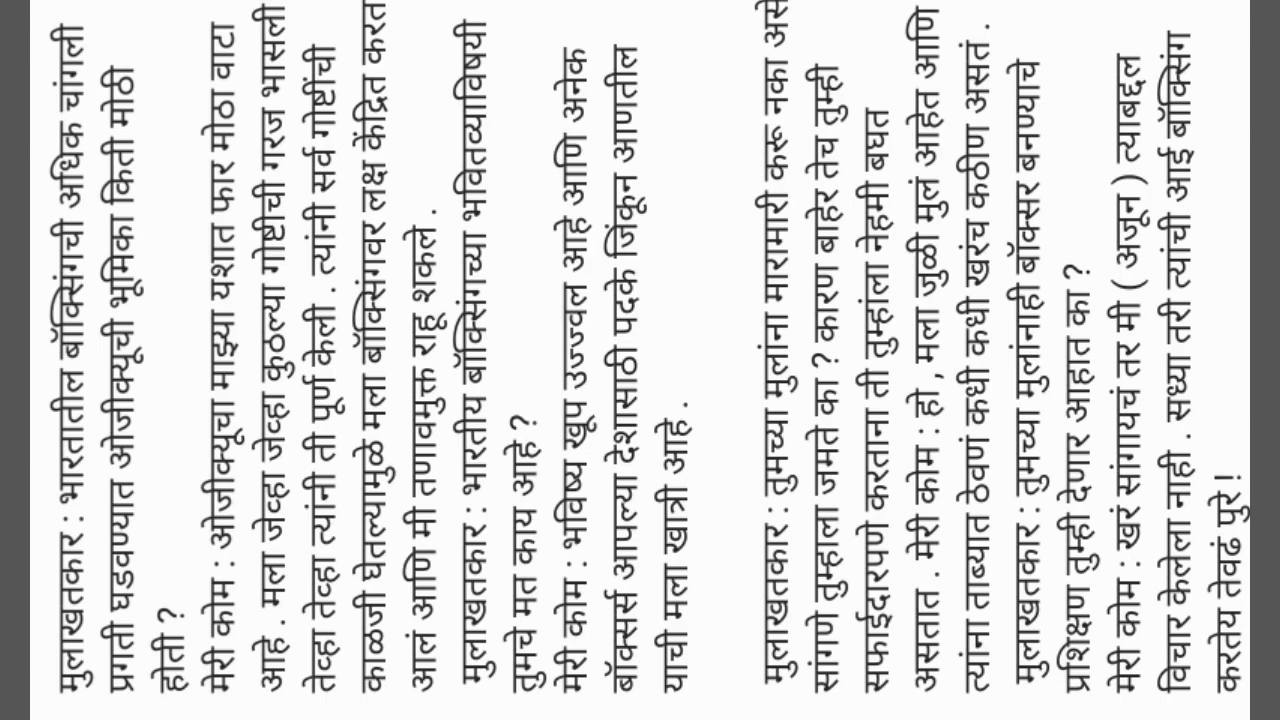 मुलाखतकार : भारतातील बॉक्सिंगची अधिक चांगली
प्रगती घडवण्यात ओजीक्यूची भूमिका किती मोठी
होती ?
मेरी कोम : ओजीक्यूचा माझ्या यशात फार मोठा वाटा
आहे . मला जेव्हा जेव्हा कुठल्या गोष्टीची गरज भासली
तेव्हा तेव्हा त्यांनी ती पूर्ण केली . त्यांनी सर्व गोष्टींची
काळजी घेतल्यामुळे मला बॉक्सिंगवर लक्ष केंद्रित करत
आलं आणि मी तणावमुक्त राहू शकले .
मुलाखतकार : भारतीय बॉक्सिंगच्या भवितव्याविषयी
तुमचे मत काय आहे ?
मेरी कोम : भविष्य खूप उज्ज्वल आहे आणि अनेक
बॉक्सर्स आपल्या देशासाठी पदके जिंकून आणतील
याची मला खात्री आहे .
मुलाखतकार : तुमच्या मुलांना मारामारी करू नका असे
सांगणे तुम्हाला जमते का ? कारण बाहेर तेच तुम्ही
सफाईदारपणे करताना ती तुम्हांला नेहमी बघत
असतात . मेरी कोम : हो , मला जुळी मुलं आहेत आणि
त्यांना ताब्यात ठेवणं कधी कधी खरंच कठीण असतं .
मुलाखतकार : तुमच्या मुलांनाही बॉक्सर बनण्याचे
प्रशिक्षण तुम्ही देणार आहात का ?
मेरी कोम : खरं सांगायचं तर मी ( अजून ) त्याबद्दल
विचार केलेला नाही . सध्या तरी त्यांची आई बॉक्सिंग
करतेय तेवढं पुरे !